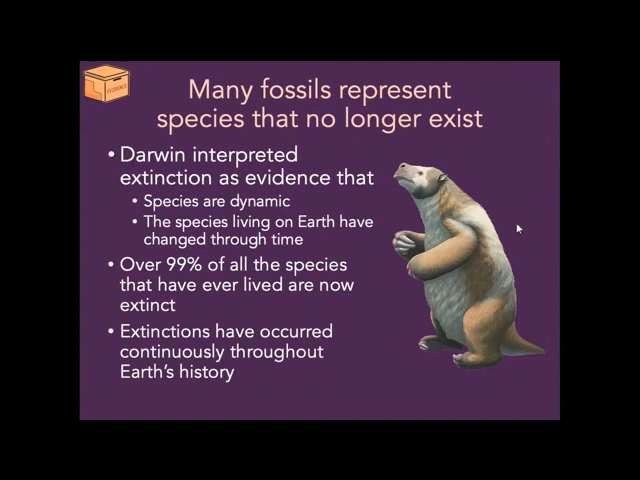 EVIDENCE
Many fossils represent
species that no longer exist
• Darwin interpreted
extinction as evidence that
• Species are dynamic
• The species living on Earth have
changed through time
• Over 99% of all the species
that have ever lived are now
extinct
• Extinctions have occurred
continuously throughout
Earth's history